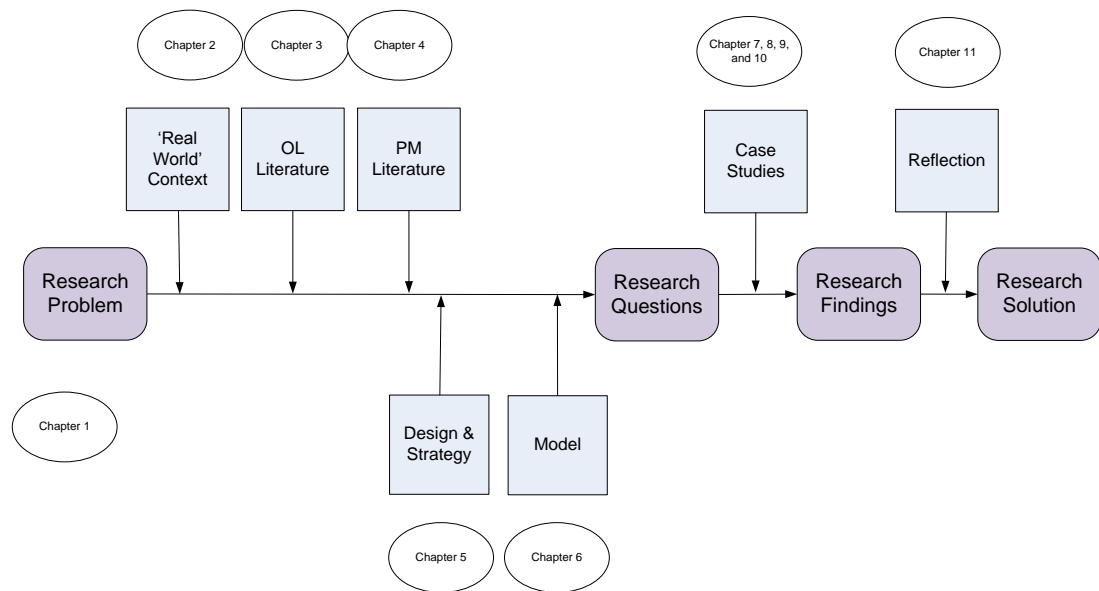 Chapter 2
Chapter 3
Chapter 4
Chapter 7, 8, 9,
and 10
Chapter 11
‘Real
World’
Context
OL
Literature
PM
Literature
Case
Studies
Reflection
Research
Problem
Research
Questions
Research
Findings
Research
Solution
Chapter 1
Design &
Strategy
Model
Chapter 5
Chapter 6